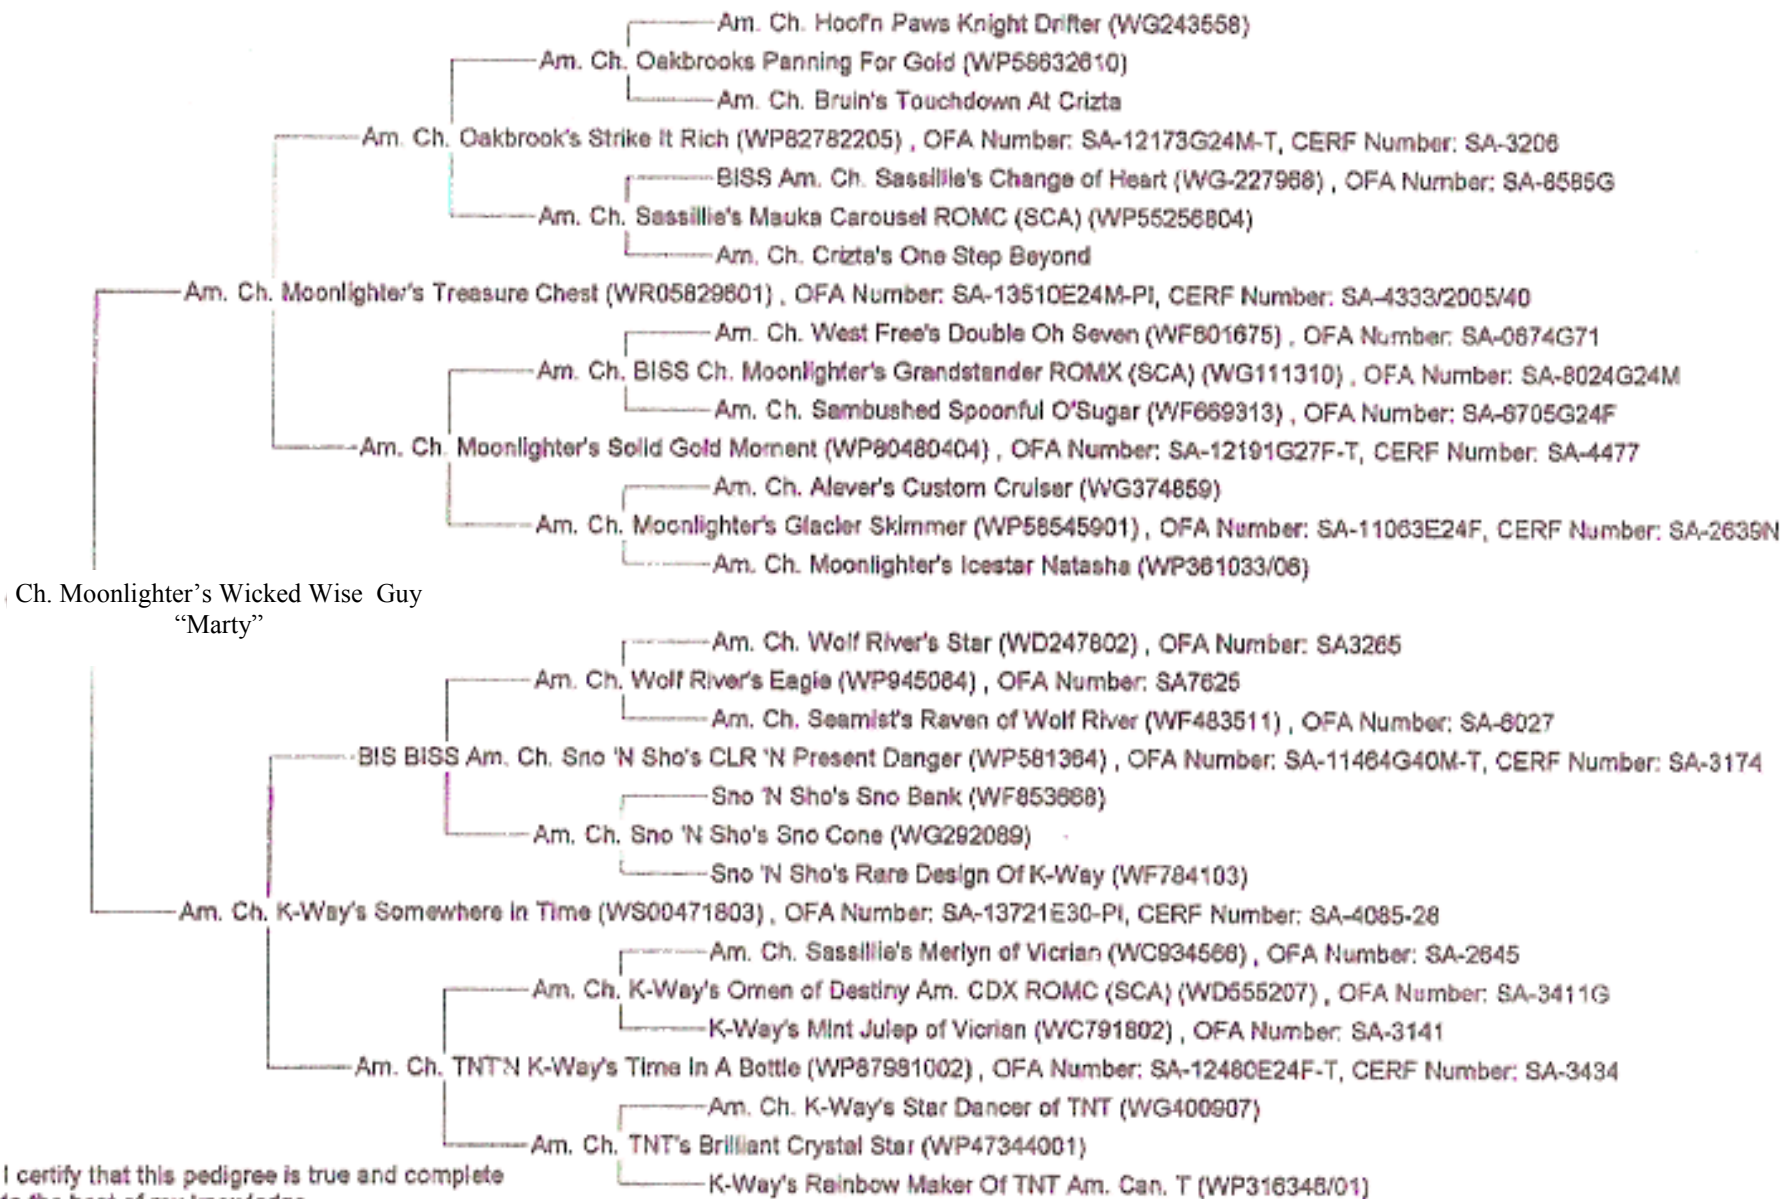 Am. Ch. Hoof'n Paws Knight Drifter (WG243558)
Am. Ch. Oakbrooks Panning For Gold (WP58632610)
Am. Ch. Bruin's Touchdown At Crizta
Am. Ch. Oakbrook's Strike It Rich (WP82782205) , OFA Number: SA-12173G24M-T, CERF Number: SA-3206
BISS Am. Ch. Sassillie's Change of Heart (WG-227968) , OFA Number: SA-8585G
Am. Ch. Sassillie's Mauka Carousel ROMC (SCA) (WP55256804)
Am. Ch. Crizta's One Step Beyond
Am. Ch. Moonlighter's Treasure Chest (WR05829601) , OFA Number: SA-13510E24M-PI, CERF Number: SA-4333/2005/40
Am. Ch. West Free's Double Oh Seven (WF601675) , OFA Number: SA-0874G71
Am. Ch. BISS Ch. Moonlighter's Grandstander ROMX (SCA) (WG111310) , OFA Number: SA-8024G24M
Am. Ch. Sambushed Spoonful O'Sugar (WF669313) , OFA Number: SA-6705G24F
Am. Ch. Moonlighter's Solid Gold Moment (WP80480404) , OFA Number: SA-12191G27F-T, CERF Number: SA-4477
Am. Ch. Alever's Custom Cruiser (WG374859)
Am. Ch. Moonlighter's Glacier Skimmer (WP58545901) , OFA Number: SA-11063E24F, CERF Number: SA-2639N
Am. Ch. Moonlighter's Icestar Natasha (WP361033/06)
Ch. Moonlighter’s Wicked Wise Guy
“Marty”
Am. Ch. Wolf River's Star (WD247802) , OFA Number: SA3265
Am. Ch. Wolf River's Eagle (WP945084) , OFA Number: SA7625
Am. Ch. Seamist's Raven of Wolf River (WF483511) , OFA Number: SA-6027
BIS BISS Am. Ch. Sno 'N Sho's CLR 'N Present Danger (WP581364) , OFA Number: SA-11464G40M-T, CERF Number: SA-3174
Sno 'N Sho's Sno Bank (WF853668)
Am. Ch. Sno 'N Sho's Sno Cone (WG292089)
Sno 'N Sho's Rare Design Of K-Way (WF784103)
Am. Ch. K-Way's Somewhere in Time (WS00471803) , OFA Number: SA-13721E30-PI, CERF Number: SA-4085-28
Am. Ch. Sassillie's Merlyn of Vicrian (WC934566) , OFA Number: SA-2645
Am. Ch. K-Way's Omen of Destiny Am. CDX ROMC (SCA) (WD555207) , OFA Number: SA-3411G
K-Way's Mint Julep of Vicrian (WC791802) , OFA Number: SA-3141
Am. Ch. TNT'N K-Way's Time In A Bottle (WP87981002) , OFA Number: SA-12480E24F-T, CERF Number: SA-3434
Am. Ch. K-Way's Star Dancer of TNT (WG400907)
Am. Ch. TNT's Brilliant Crystal Star (WP47344001)
K-Way's Rainbow Maker Of TNT Am. Can. T (WP316346/01)
I certify that this pedigree is true and complete